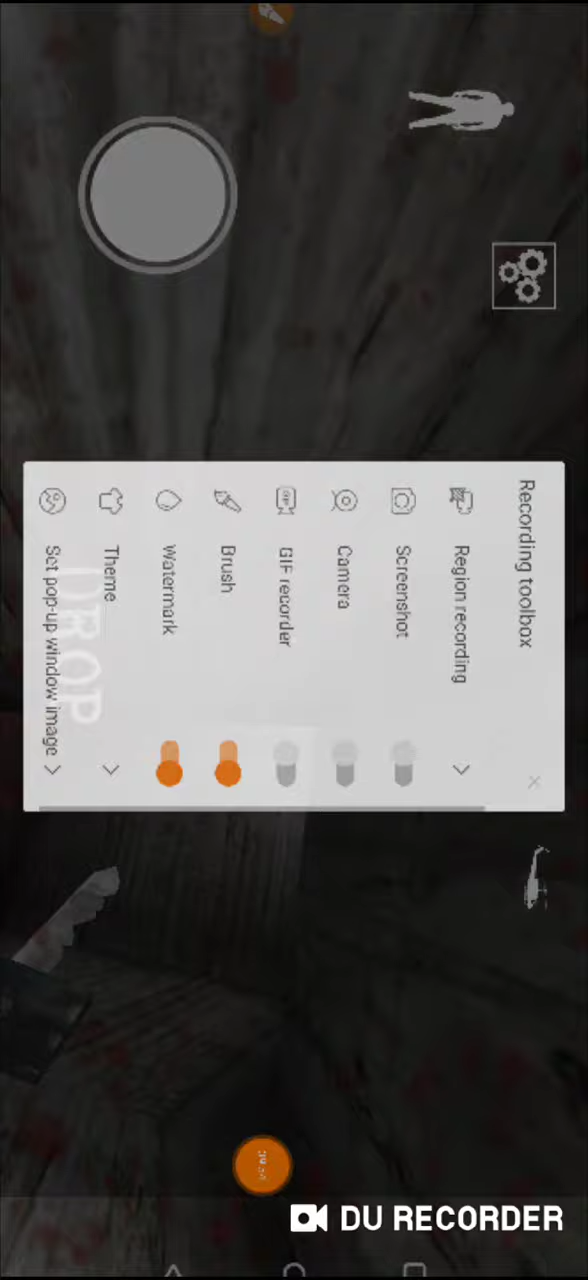 Recording toolbox
Region recording
Screenshot
Camera
GIF recorder
Brush
Watermark
Theme
Set pop-up window image
DROP
DU RECORDER